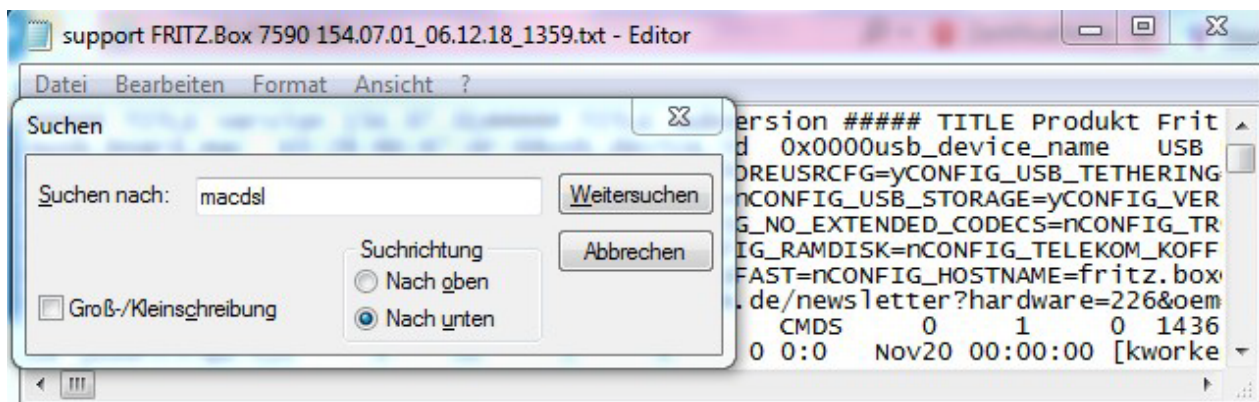 support FRITZ.Box 7590 154.07.01_06.12.18_1359.txt - Editor
Datei Bearbeiten Format Ansicht ?
Suchen
Suchen nach: macdsl
Weitersuchen
Suchrichtung
Abbrechen
Nach oben
Groß-/Kleinschreibung
Nach unten
ersion ##### TITLE Produkt Frit
d 0x0000usb_device_name USB
OREUSRCFG=yCONFIG_USB_TETHERING
nCONFIG_USB_STORAGE=yCONFIG_VER
G_NO_EXTENDED_CODECS=nCONFIG_TR
IG_RAMDISK=nCONFIG_TELEKOM_KOFF
FAST=nCONFIG_HOSTNAME=fritz.box
.de/newsletter?hardware=226&oem
CMDS 0 1 0 1436
0 0:0 Nov20 00:00:00 [kworke